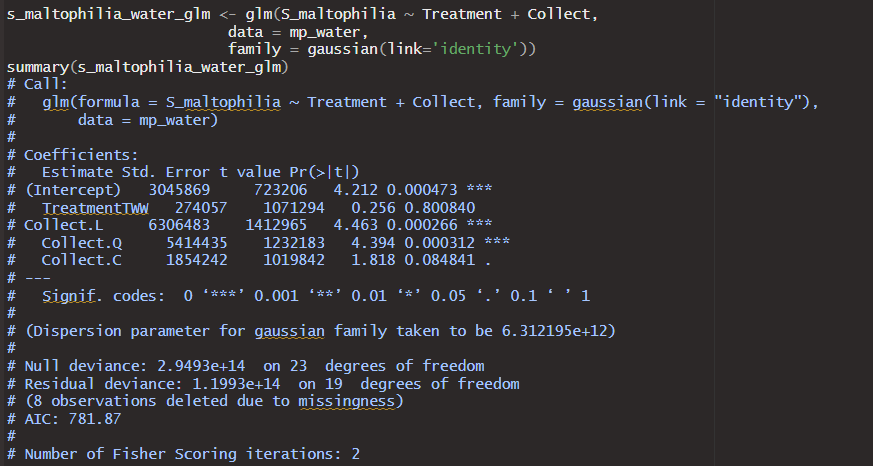 s_maltophilia_water_glm <- glm(S_maltophilia ~ Treatment + Collect,
data = mp_water,
family = gaussian(link='identity'))
summary(s_maltophilia_water_glm)
# Call:
#   glm(formula = S_maltophilia ~ Treatment + Collect, family = gaussian(link = "identity"),
#       data = mp_water)
#
# Coefficients:
#   Estimate Std. Error t value Pr(>|t|)
# (Intercept)   3045869     723206   4.212 0.000473 ***
#   TreatmentTWW   274057    1071294   0.256 0.800840
# Collect.L     6306483    1412965   4.463 0.000266 ***
#   Collect.Q     5414435    1232183   4.394 0.000312 ***
#   Collect.C     1854242    1019842   1.818 0.084841 .
# ---
#   Signif. codes:  0 ‘***’ 0.001 ‘**’ 0.01 ‘*’ 0.05 ‘.’ 0.1 ‘ ’ 1
#
# (Dispersion parameter for gaussian family taken to be 6.312195e+12)
#
# Null deviance: 2.9493e+14  on 23  degrees of freedom
# Residual deviance: 1.1993e+14  on 19  degrees of freedom
# (8 observations deleted due to missingness)
# AIC: 781.87
#
# Number of Fisher Scoring iterations: 2